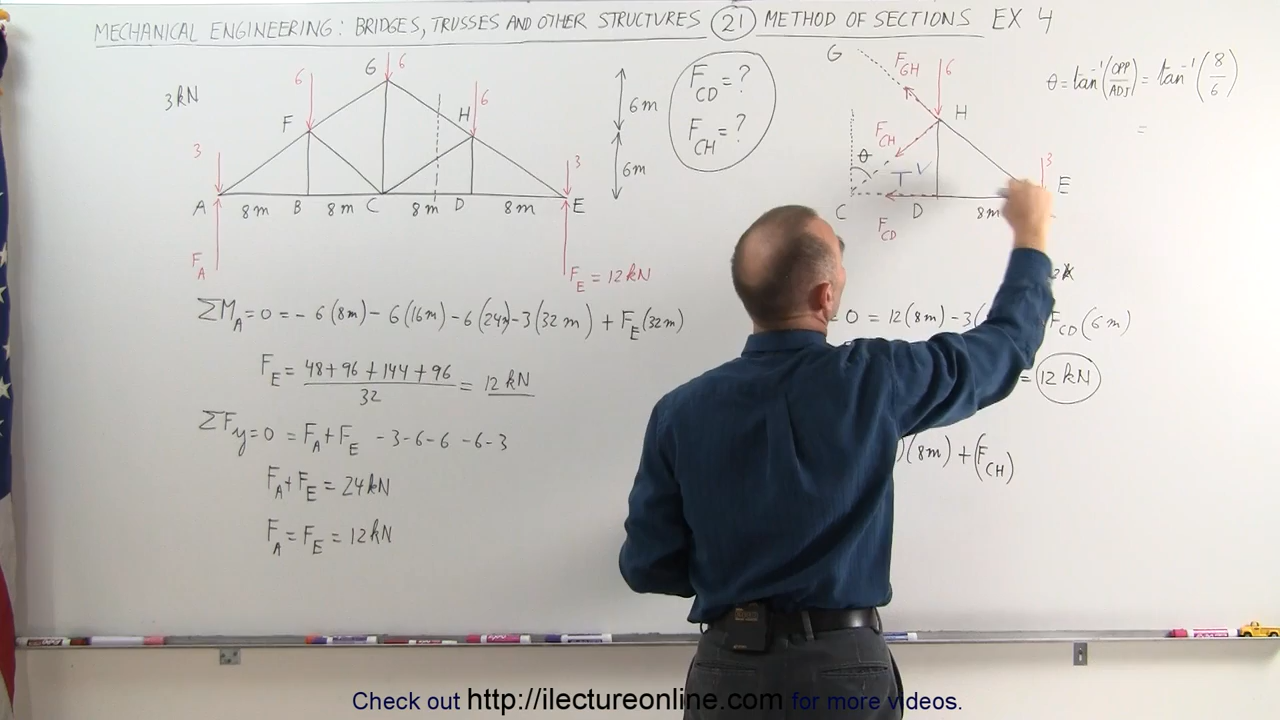 MECHANICAL ENGINEERING: BRIDGES, TRUSSES AND OTHER STRUCTURES (21) METHOD OF SECTIONS EX 4
3kN
3
6
6
6
3
F
G
H
A 8m B 8m C 8m D 8m E
6m
6m
F_A
F_E = 12kN
F_CD = ?
F_CH = ?
G
F_GH
6
H
F_CH
θ
T
3
E
C
D
8m
F_CD
θ = tan⁻¹(OPP/ADJ) = tan⁻¹(8/6)
=
ΣM_A = 0 = - 6(8m) - 6(16m) - 6(24m) - 3(32m) + F_E(32m)
F_E = (48 + 96 + 144 + 96)/32 = 12 kN
ΣF_y = 0 = F_A + F_E - 3 - 6 - 6 - 6 - 3
F_A + F_E = 24kN
F_A = F_E = 12kN
0 = 12(8m) - 3( F_CD(6m)
= 12 kN
)(8m) + (F_CH)
Check out http://ilectureonline.com for more videos.